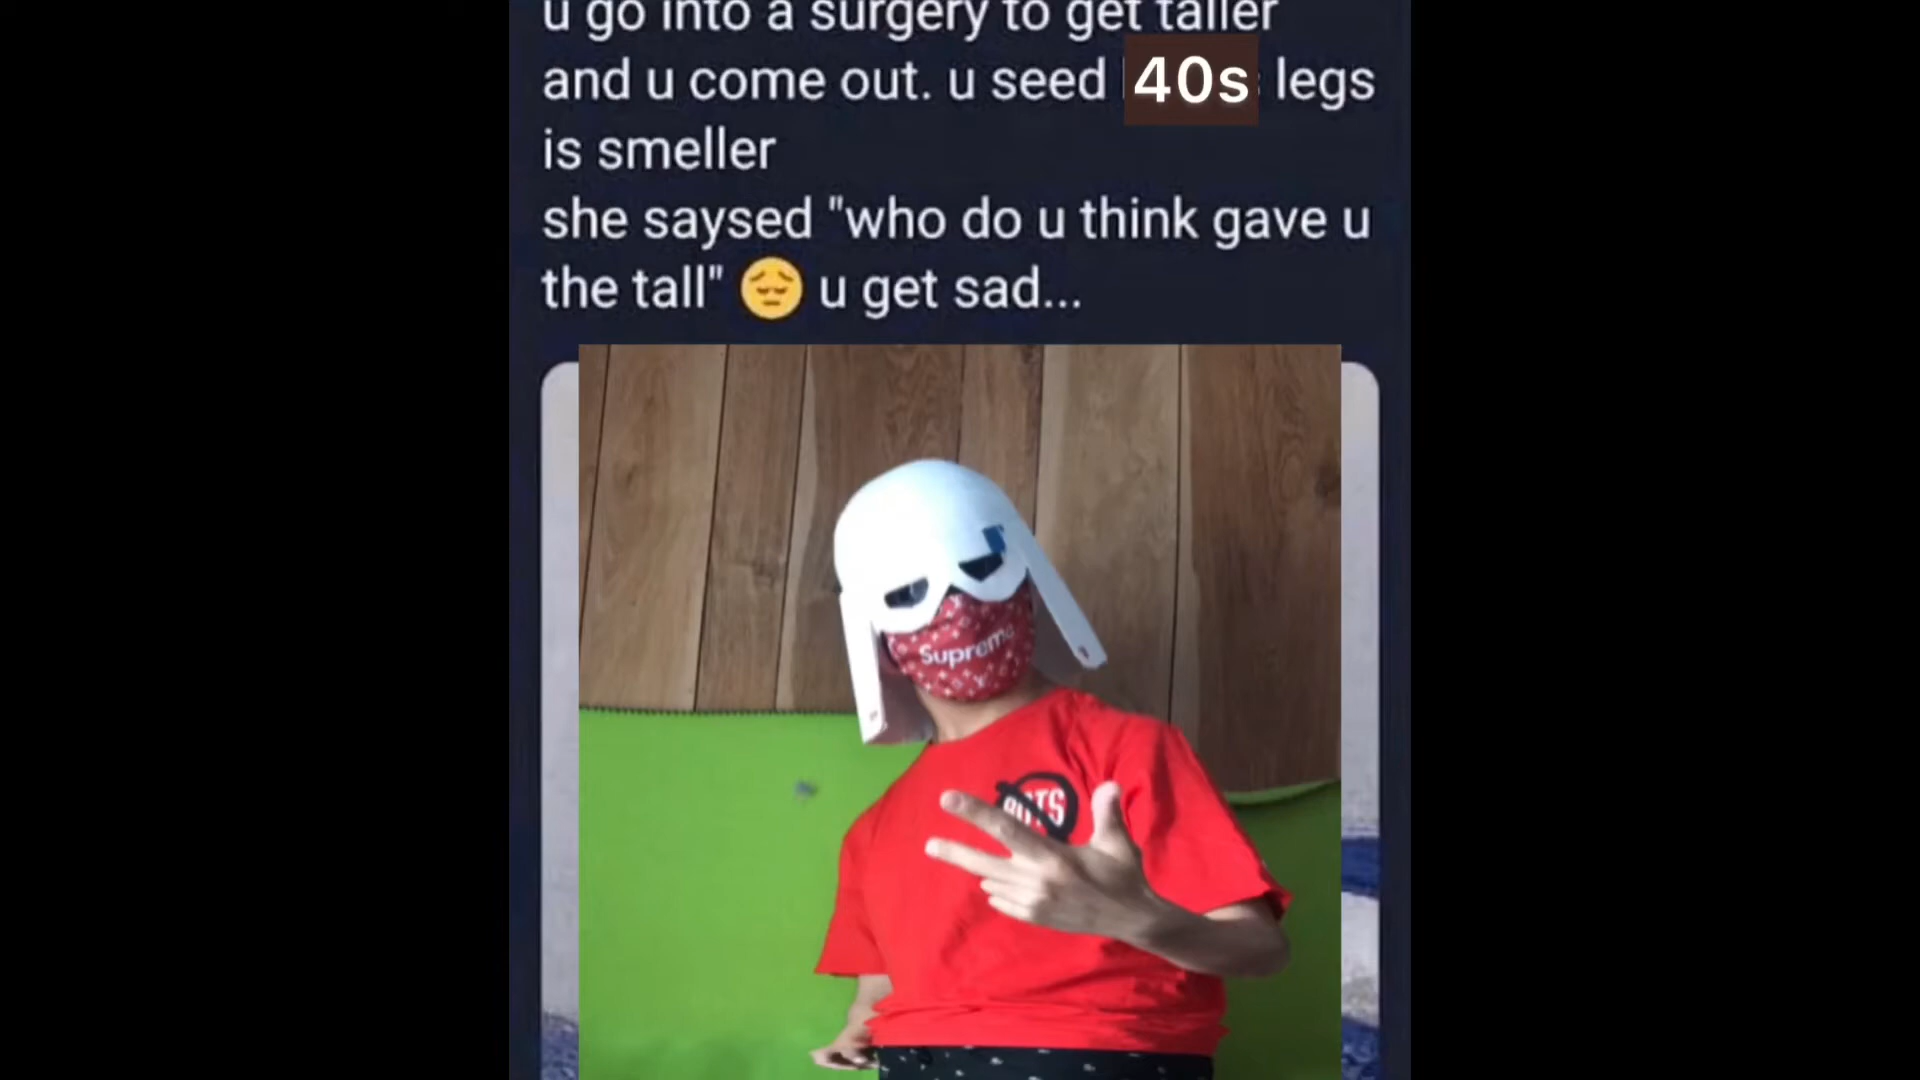 u go into a surgery to get taller
and u come out. u seed 40s legs
is smeller
she saysed "who do u think gave u
the tall" 😔 u get sad...
Supreme